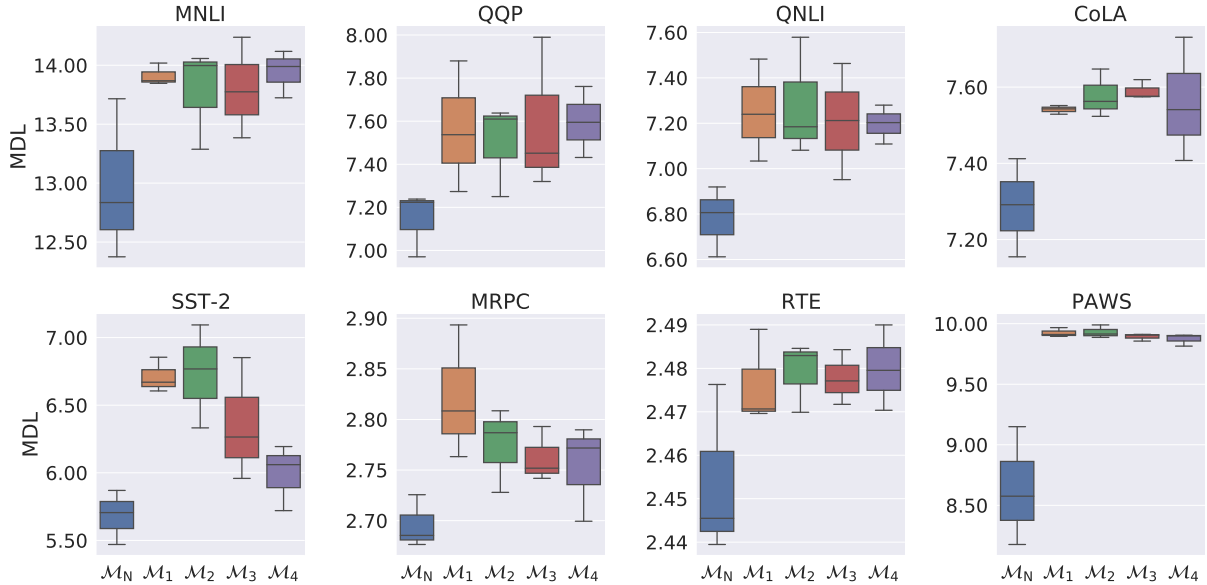 MNLI
QQP
QNLI
CoLA
MDL
14.00
13.50
13.00
12.50
8.00
7.80
7.60
7.40
7.20
7.00
7.60
7.40
7.20
7.00
6.80
6.60
7.60
7.40
7.20
SST-2
MRPC
RTE
PAWS
MDL
7.00
6.50
6.00
5.50
2.90
2.85
2.80
2.75
2.70
2.49
2.48
2.47
2.46
2.45
2.44
10.00
9.50
9.00
8.50
ℳN ℳ1 ℳ2 ℳ3 ℳ4
ℳN ℳ1 ℳ2 ℳ3 ℳ4
ℳN ℳ1 ℳ2 ℳ3 ℳ4
ℳN ℳ1 ℳ2 ℳ3 ℳ4